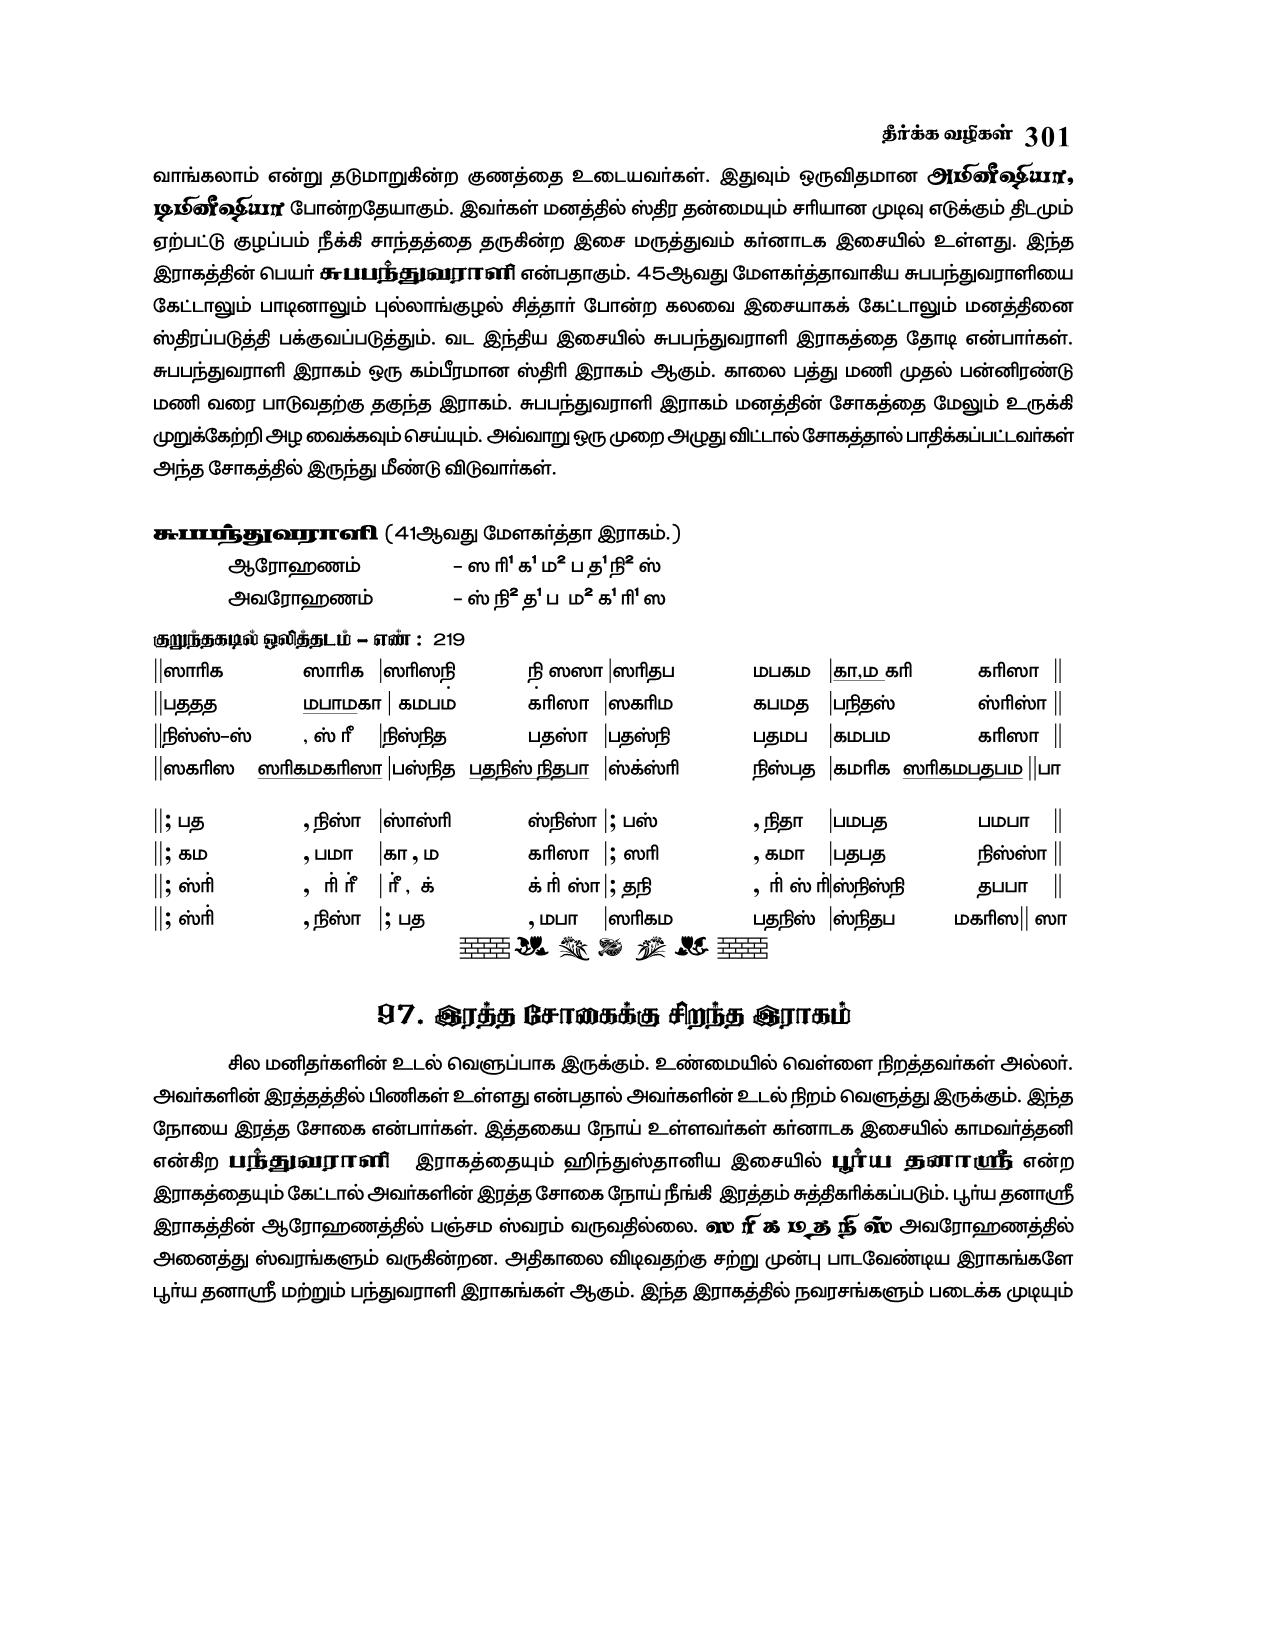 தீர்க்க வழிகள் 301
வாங்கலாம் என்று தடுமாறுகின்ற குணத்தை உடையவர்கள். இதுவும் ஒருவிதமான அமினீஷியா,
டிமினீஷியா போன்றதேயாகும். இவர்கள் மனத்தில் ஸ்திர தன்மையும் சரியான முடிவு எடுக்கும் திடமும்
ஏற்பட்டு குழப்பம் நீக்கி சாந்தத்தை தருகின்ற இசை மருத்துவம் கர்னாடக இசையில் உள்ளது. இந்த
இராகத்தின் பெயர் சுபபந்துவராளி என்பதாகும். 45ஆவது மேளகர்த்தாவாகிய சுபபந்துவராளியை
கேட்டாலும் பாடினாலும் புல்லாங்குழல் சித்தார் போன்ற கலவை இசையாகக் கேட்டாலும் மனத்தினை
ஸ்திரப்படுத்தி பக்குவப்படுத்தும். வட இந்திய இசையில் சுபபந்துவராளி இராகத்தை தோடி என்பார்கள்.
சுபபந்துவராளி இராகம் ஒரு கம்பீரமான ஸ்திரி இராகம் ஆகும். காலை பத்து மணி முதல் பன்னிரண்டு
மணி வரை பாடுவதற்கு தகுந்த இராகம். சுபபந்துவராளி இராகம் மனத்தின் சோகத்தை மேலும் உருக்கி
முறுக்கேற்றி அழ வைக்கவும் செய்யும். அவ்வாறு ஒரு முறை அழுது விட்டால் சோகத்தால் பாதிக்கப்பட்டவர்கள்
அந்த சோகத்தில் இருந்து மீண்டு விடுவார்கள்.
சுபபந்துவராளி (41ஆவது மேளகர்த்தா இராகம்.)
ஆரோஹணம் – ஸ ரி¹ க¹ ம² ப த¹நி² ஸ்
அவரோஹணம் – ஸ் நி² த¹ ப ம² க¹ ரி¹ ஸ
குறுந்தகடில் ஒலித்தடம் – எண் : 219
||ஸாரிக ஸாரிக |ஸரிஸநி நி ஸஸா |ஸரிதப மபகம |கா,ம கரி கரிஸா ||
||பததத மபாமகா | கமபம கரிஸா |ஸகரிம கபமத |பநிதஸ் ஸ்ரிஸ்ா ||
||நிஸ்ஸ்–ஸ் , ஸ் ரீ |நிஸ்நித பதஸ்ா |பதஸ்நி பதமப |கமபம கரிஸா ||
||ஸகரிஸ ஸரிகமகரிஸா |பஸ்நித பதநிஸ் நிதபா |ஸ்க்ஸ்ரி நிஸ்பத |கமரிக ஸரிகமபதபம ||பா
||; பத , நிஸ்ா |ஸ்ாஸ்ரி ஸ்நிஸ்ா |; பஸ் , நிதா |பமபத பமபா ||
||; கம , பமா |கா , ம கரிஸா |; ஸரி , கமா |பதபத நிஸ்ஸ்ா ||
||; ஸ்ரி் , ரி் ரீ் | ரீ் , க் க் ரி் ஸ்ா|; தநி , ரி் ஸ் ரி்|ஸ்நிஸ்நி தபபா ||
||; ஸ்ரி் , நிஸ்ா |; பத , மபா |ஸரிகம பதநிஸ் |ஸ்நிதப மகரிஸ|| ஸா
97. இரத்த சோகைக்கு சிறந்த இராகம்
சில மனிதர்களின் உடல் வெளுப்பாக இருக்கும். உண்மையில் வெள்ளை நிறத்தவர்கள் அல்லர்.
அவர்களின் இரத்தத்தில் பிணிகள் உள்ளது என்பதால் அவர்களின் உடல் நிறம் வெளுத்து இருக்கும். இந்த
நோயை இரத்த சோகை என்பார்கள். இத்தகைய நோய் உள்ளவர்கள் கர்னாடக இசையில் காமவர்த்தனி
என்கிற பந்துவராளி இராகத்தையும் ஹிந்துஸ்தானிய இசையில் பூர்ய தனாஸ்ரீ என்ற
இராகத்தையும் கேட்டால் அவர்களின் இரத்த சோகை நோய் நீங்கி இரத்தம் சுத்திகரிக்கப்படும். பூர்ய தனாஸ்ரீ
இராகத்தின் ஆரோஹணத்தில் பஞ்சம ஸ்வரம் வருவதில்லை. ஸ ரி க ம த நி ஸ் அவரோஹணத்தில்
அனைத்து ஸ்வரங்களும் வருகின்றன. அதிகாலை விடிவதற்கு சற்று முன்பு பாடவேண்டிய இராகங்களே
பூர்ய தனாஸ்ரீ மற்றும் பந்துவராளி இராகங்கள் ஆகும். இந்த இராகத்தில் நவரசங்களும் படைக்க முடியும்